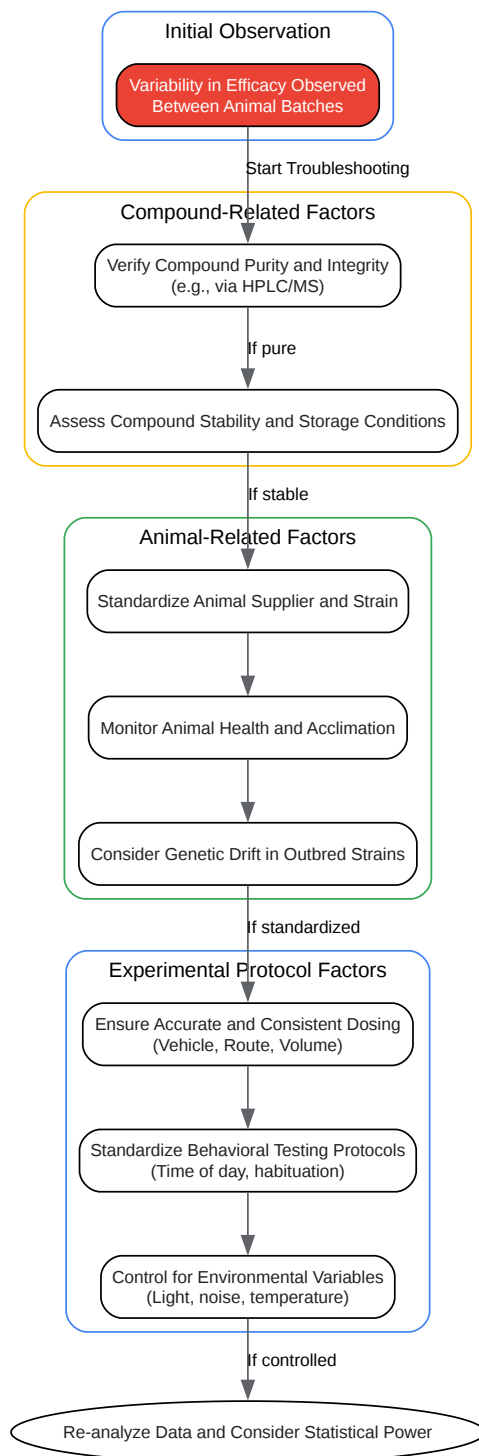 Initial Observation
Variability in Efficacy Observed
Between Animal Batches
Start Troubleshooting
Compound-Related Factors
Verify Compound Purity and Integrity
(e.g., via HPLC/MS)
If pure
Assess Compound Stability and Storage Conditions
If stable
Animal-Related Factors
Standardize Animal Supplier and Strain
Monitor Animal Health and Acclimation
Consider Genetic Drift in Outbred Strains
If standardized
Experimental Protocol Factors
Ensure Accurate and Consistent Dosing
(Vehicle, Route, Volume)
Standardize Behavioral Testing Protocols
(Time of day, habituation)
Control for Environmental Variables
(Light, noise, temperature)
If controlled
Re-analyze Data and Consider Statistical Power